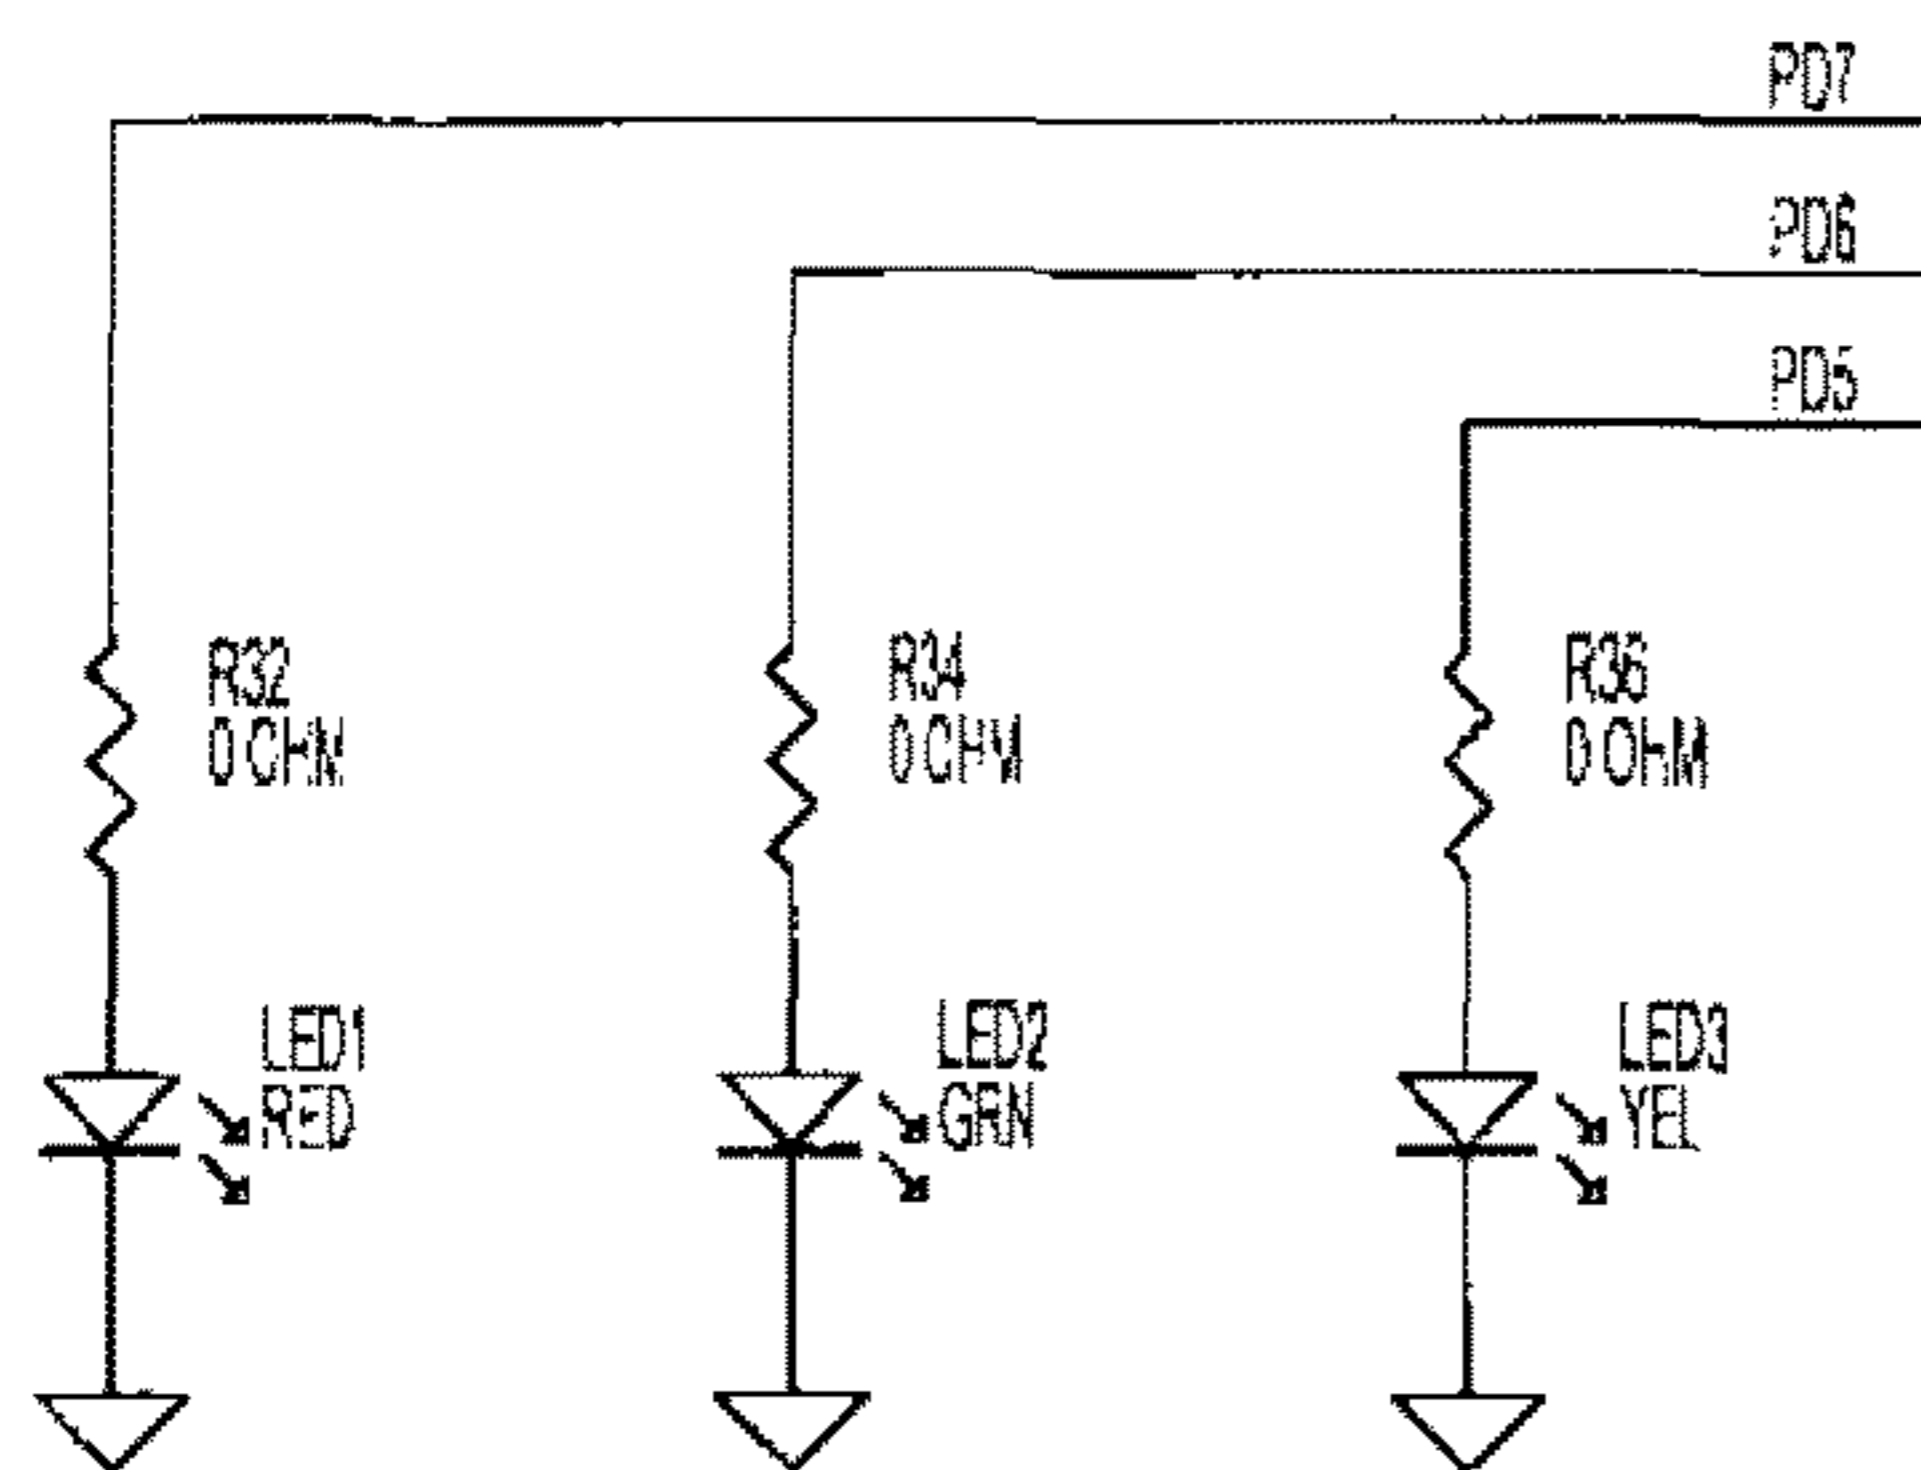 PD7
PD6
PD5
R32
0 OHM
R34
0 OHM
R36
0 OHM
LED1
RED
LED2
GRN
LED3
YEL